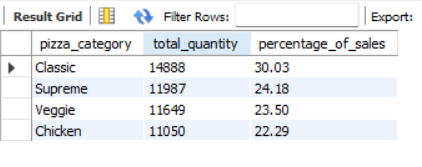 Result Grid Filter Rows: Export:
pizza_category total_quantity percentage_of_sales
Classic 14888 30.03
Supreme 11987 24.18
Veggie 11649 23.50
Chicken 11050 22.29